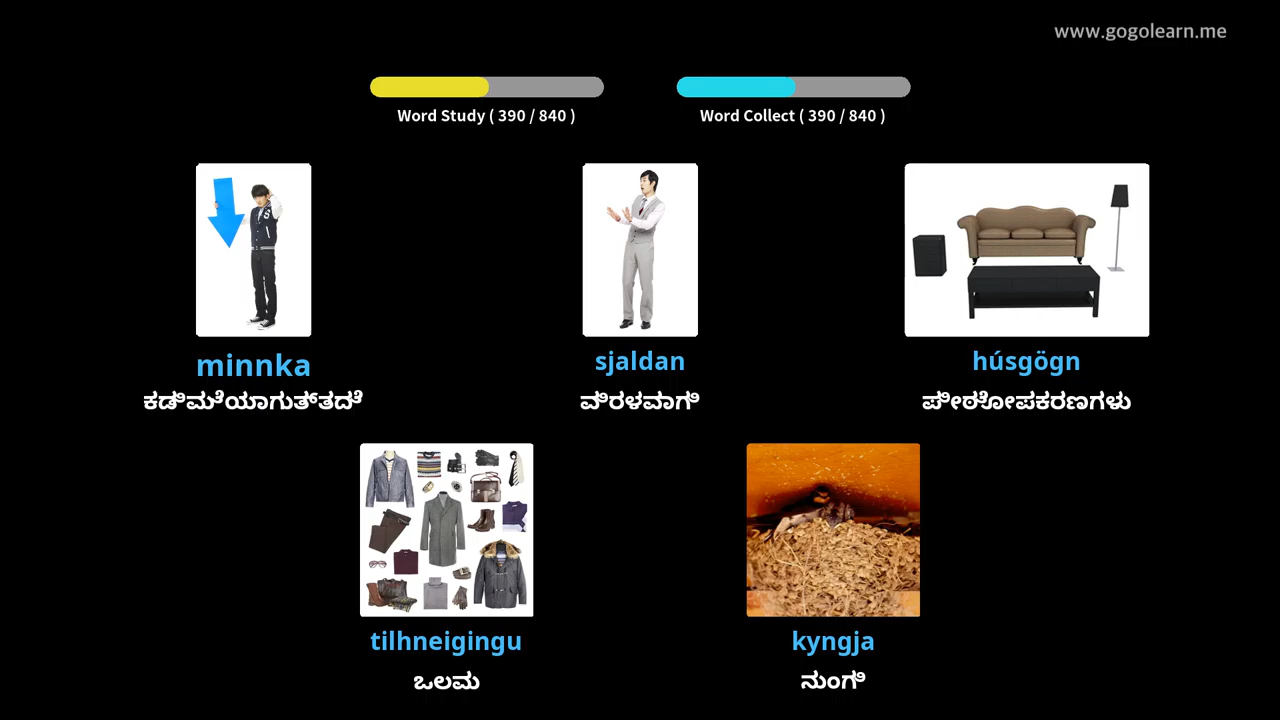 www.gogolearn.me
Word Study ( 390 / 840 )
Word Collect ( 390 / 840 )
minnka
ಕಡಿಮೆಯಾಗುತ್ತದೆ
sjaldan
ವಿರಳವಾಗಿ
húsgögn
ಪೀಠೋಪಕರಣಗಳು
tilhneigingu
ಒಲಮ
kyngja
ನುಂಗಿ